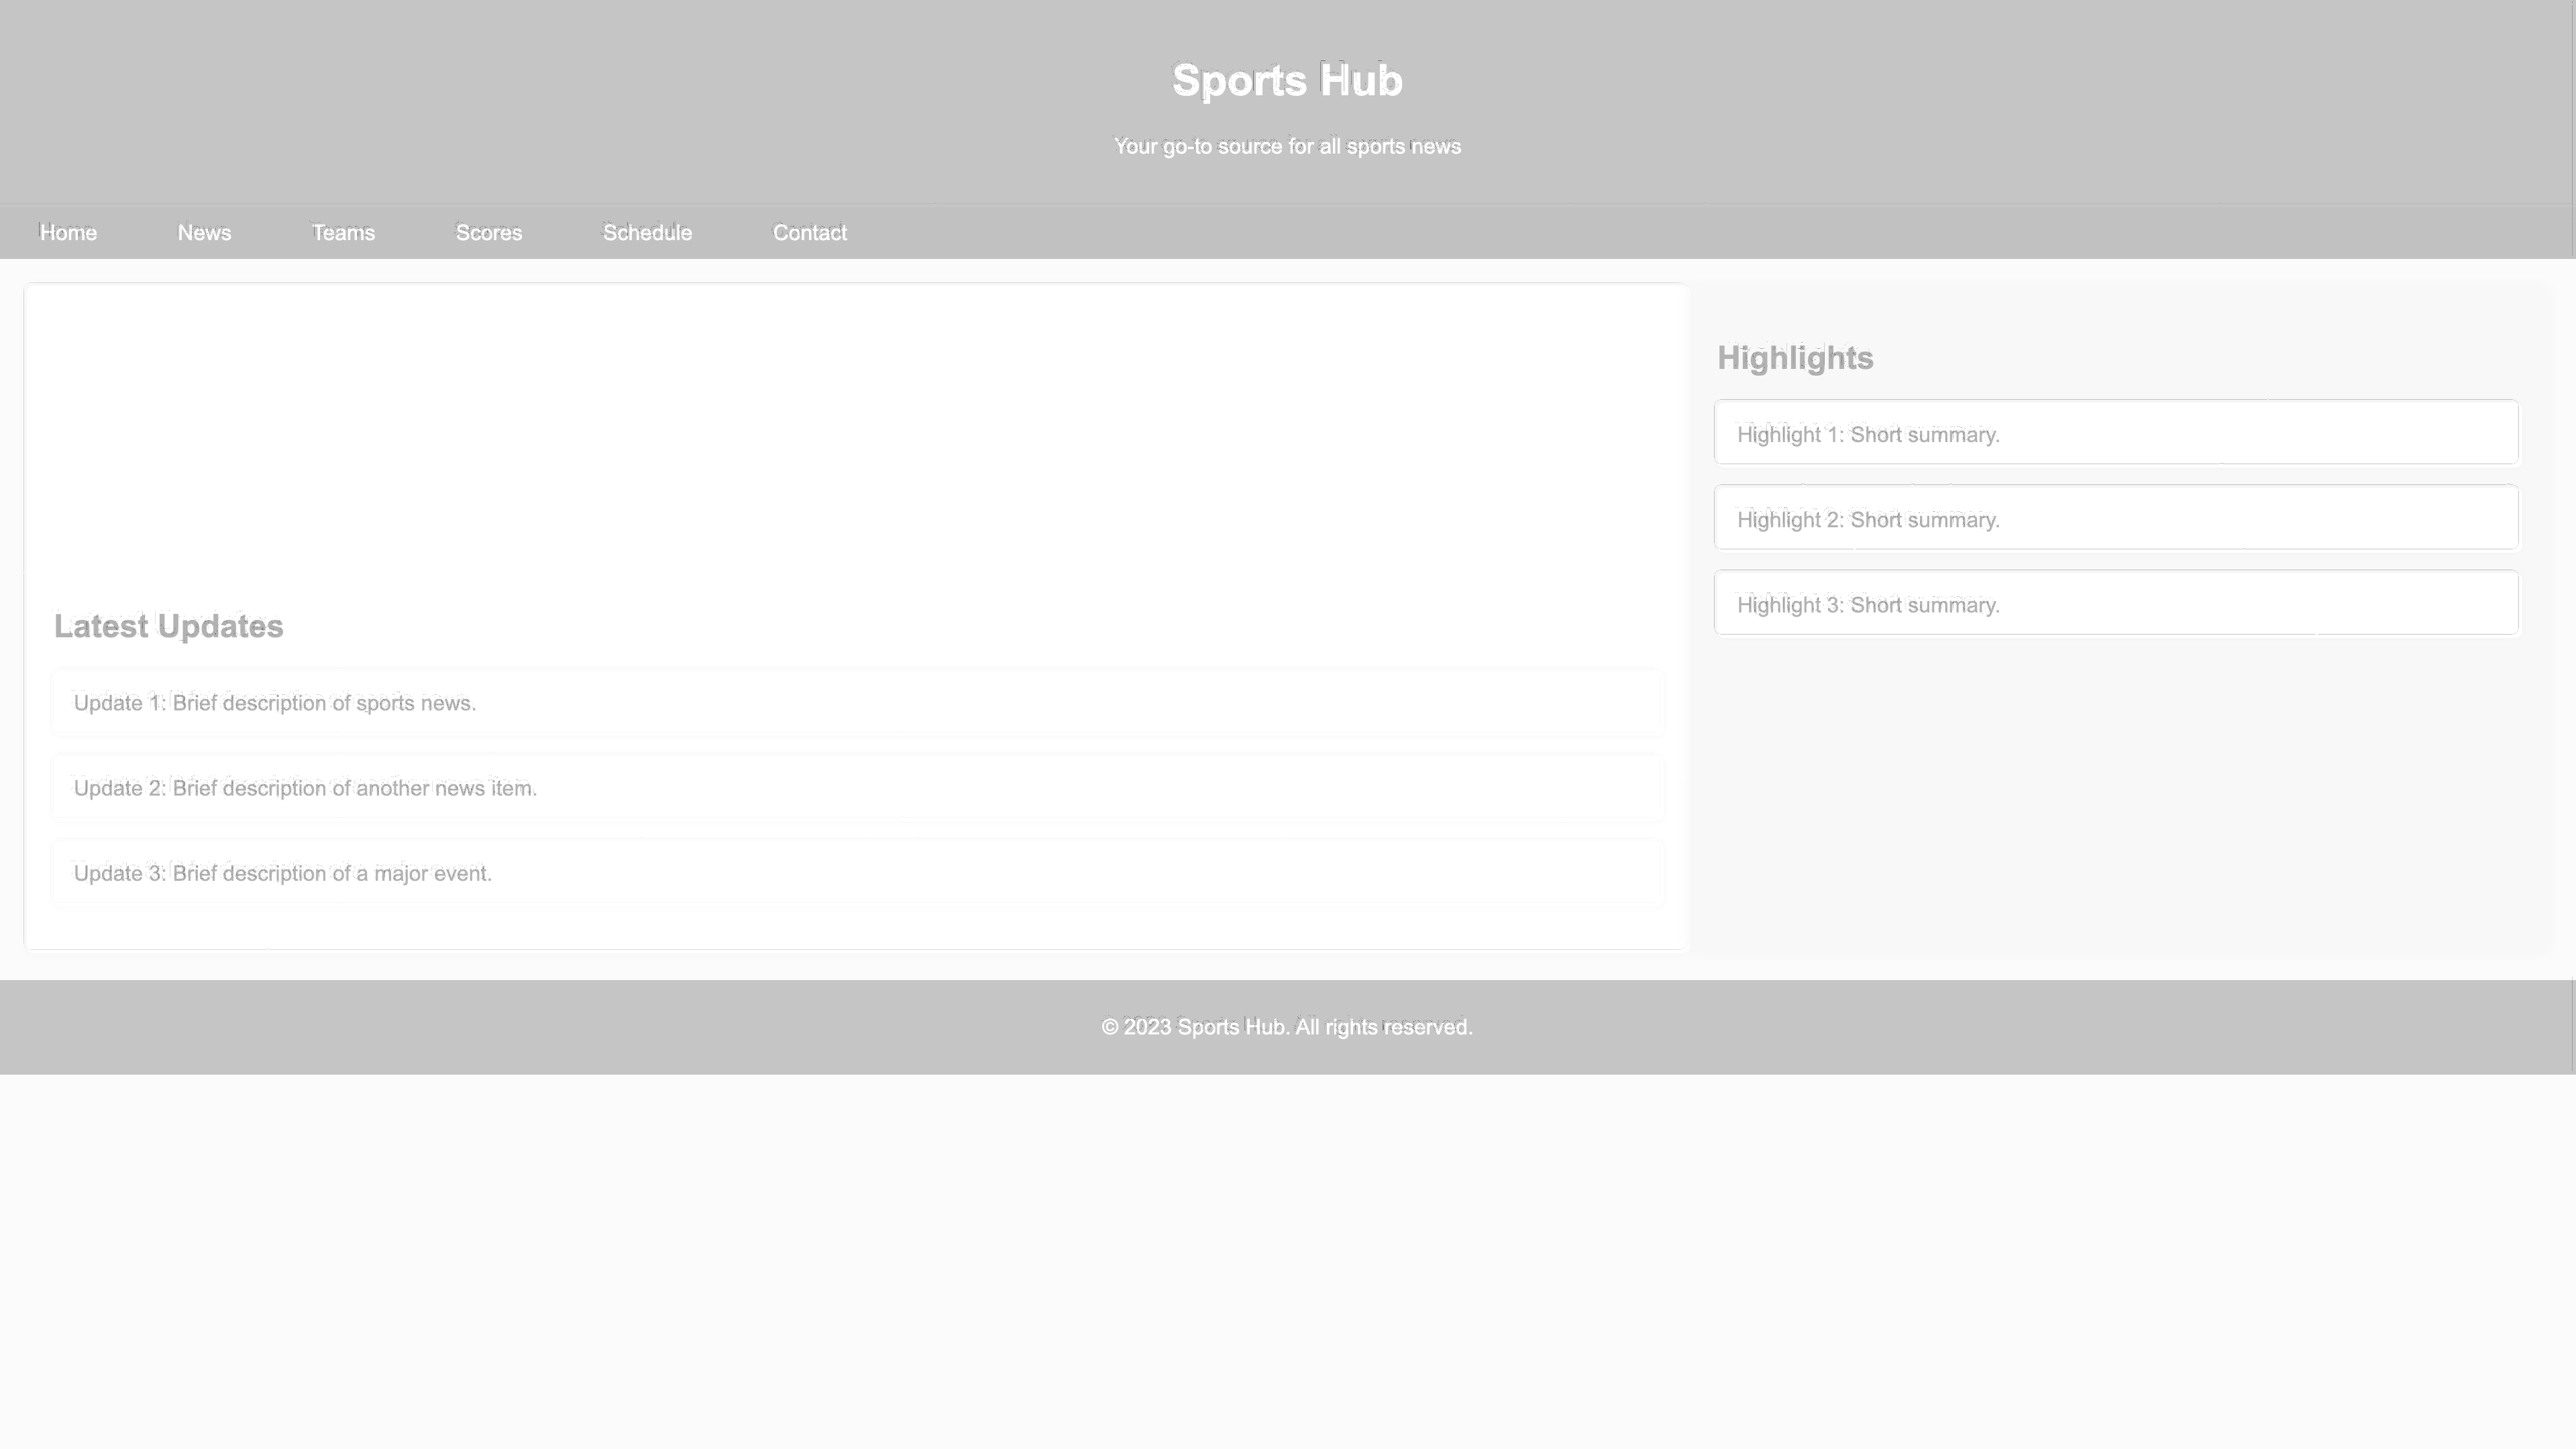 Sports Hub
Your go-to source for all sports news
Home News Teams Scores Schedule Contact
Latest Updates
Update 1: Brief description of sports news.
Update 2: Brief description of another news item.
Update 3: Brief description of a major event.
Highlights
Highlight 1: Short summary.
Highlight 2: Short summary.
Highlight 3: Short summary.
© 2023 Sports Hub. All rights reserved.